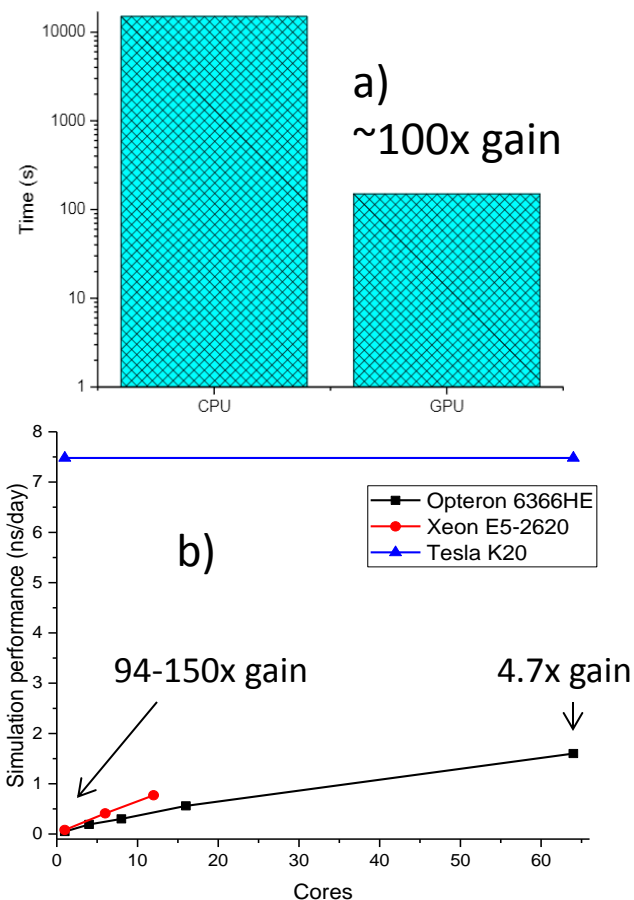 10000
1000
100
10
1
Time (s)
a)
~100x gain
CPU
GPU
8
7
6
5
4
3
2
1
0
Simulation performance (ns/day)
Opteron 6366HE
Xeon E5-2620
Tesla K20
b)
94-150x gain
4.7x gain
0 10 20 30 40 50 60
Cores